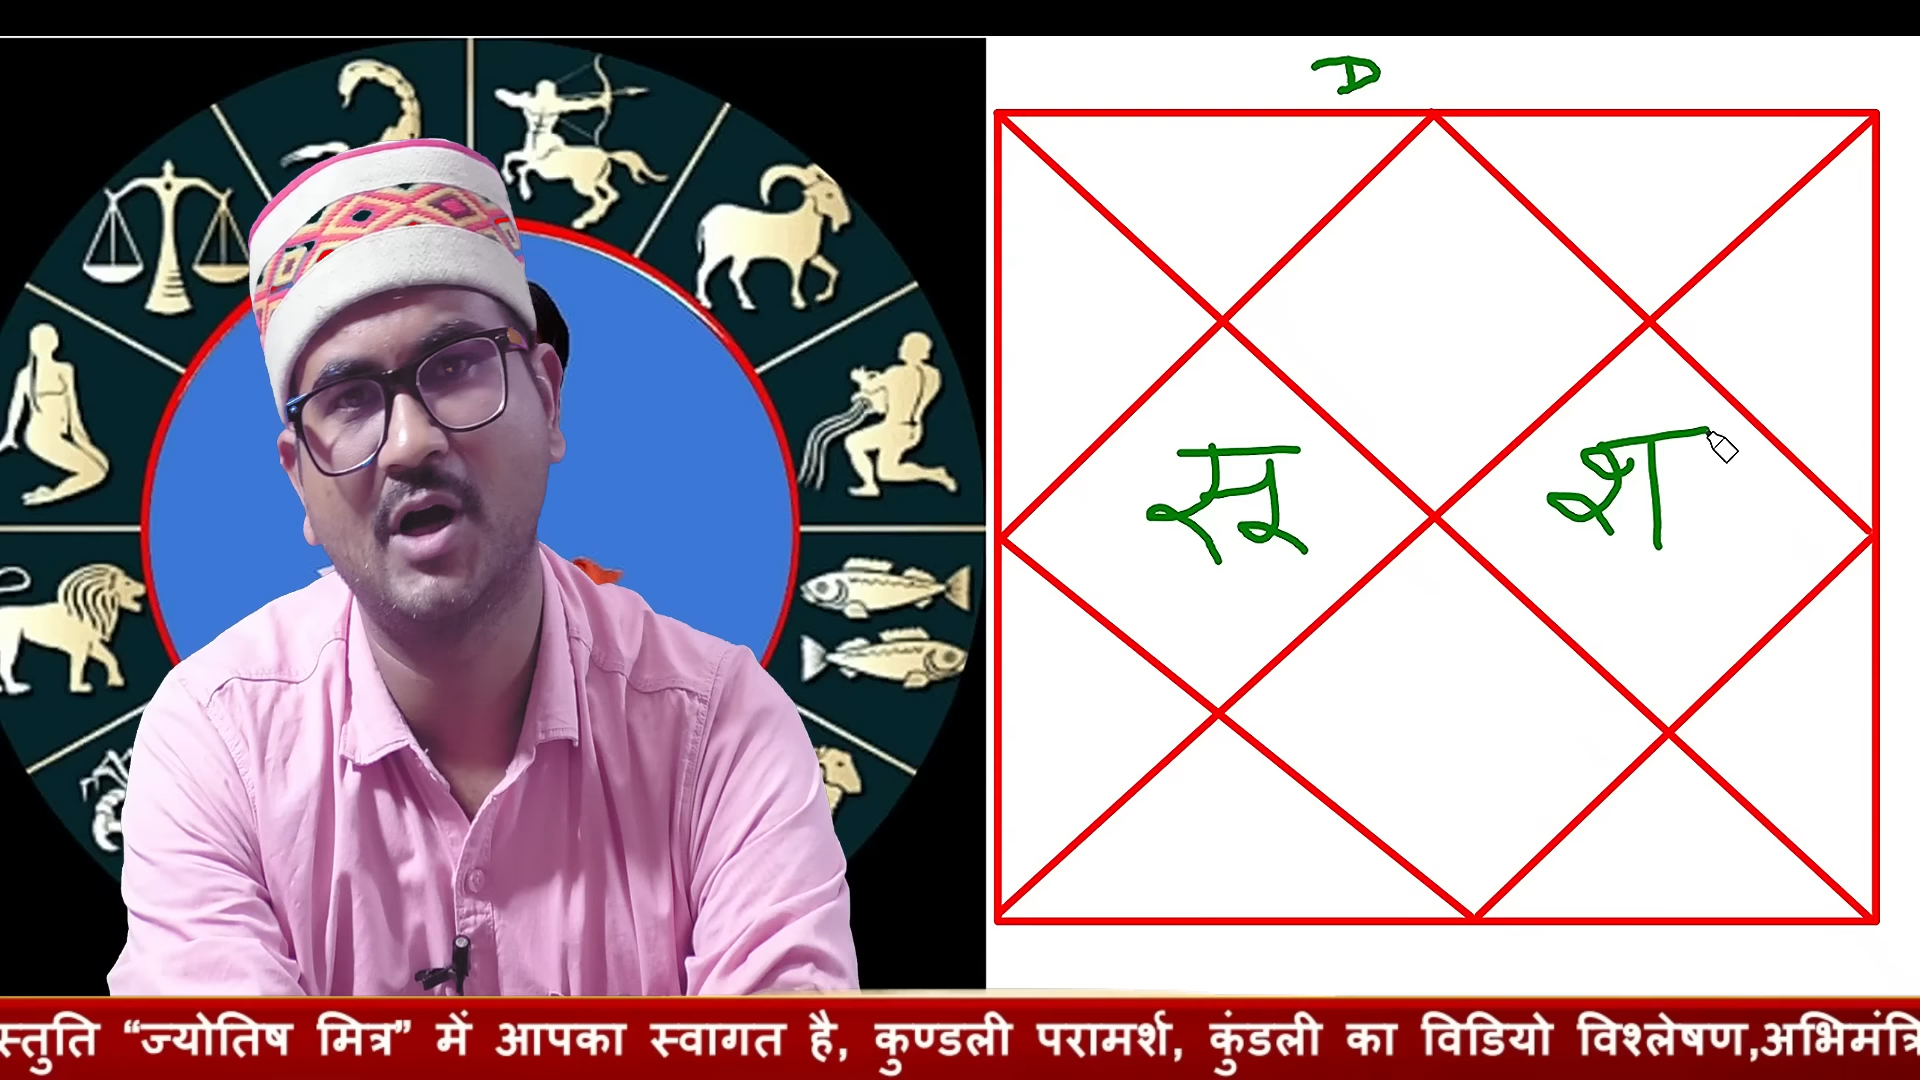 D
सू श
स्तुति “ज्योतिष मित्र” में आपका स्वागत है, कुण्डली परामर्श, कुंडली का विडियो विश्लेषण,अभिमंत्रि